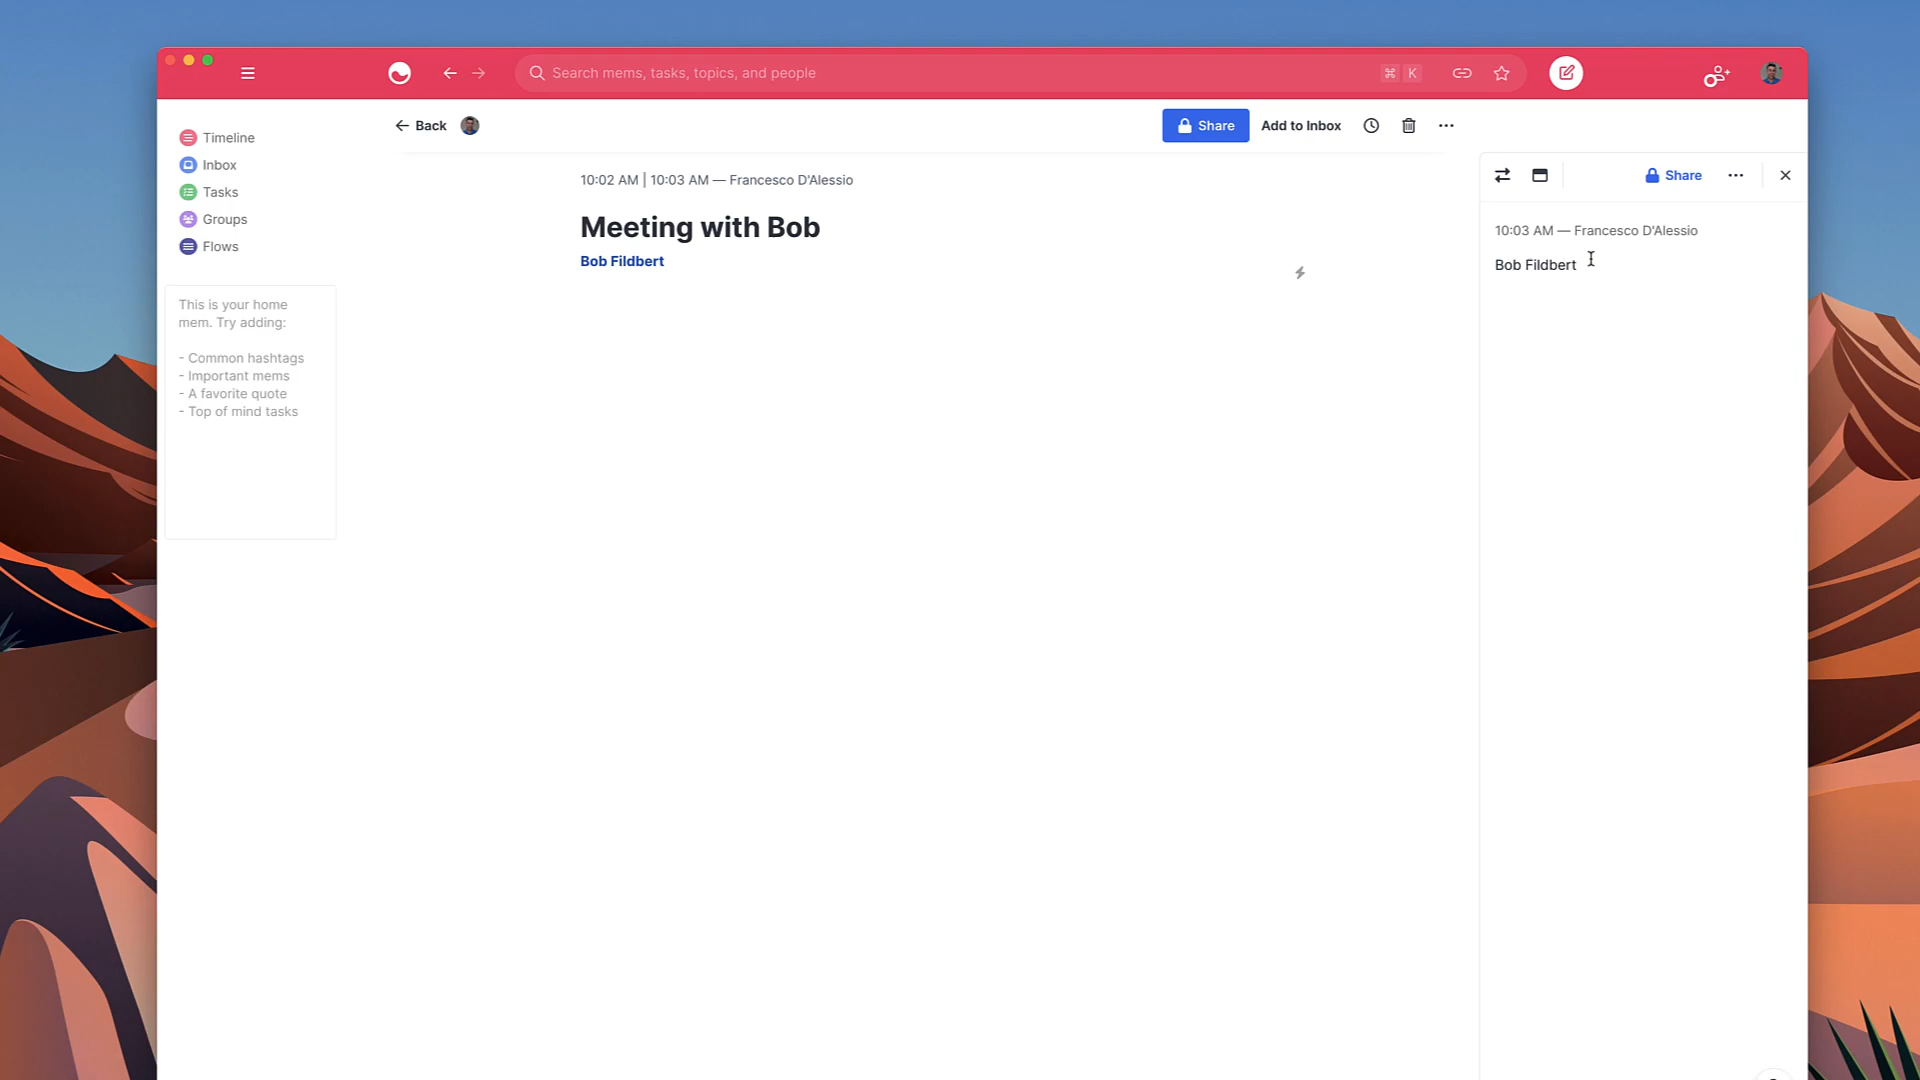 Search mems, tasks, topics, and people
⌘ K
Timeline
Inbox
Tasks
Groups
Flows
This is your home
mem. Try adding:
- Common hashtags
- Important mems
- A favorite quote
- Top of mind tasks
Back
Share
Add to Inbox
10:02 AM | 10:03 AM — Francesco D'Alessio
Meeting with Bob
Bob Fildbert
Share
10:03 AM — Francesco D'Alessio
Bob Fildbert